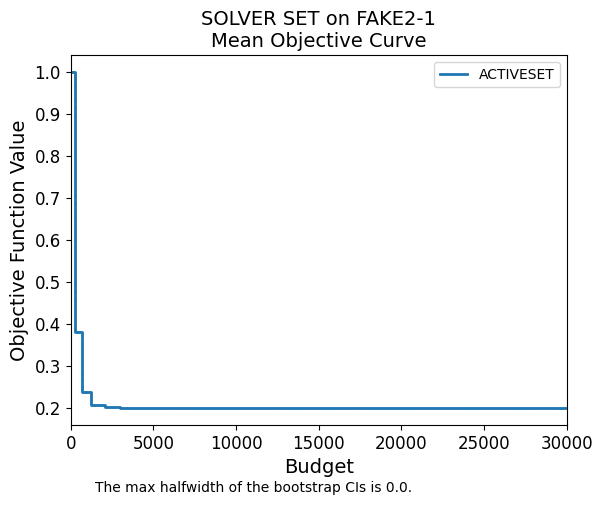 SOLVER SET on FAKE2-1
Mean Objective Curve
ACTIVESET
Objective Function Value
1.0
0.9
0.8
0.7
0.6
0.5
0.4
0.3
0.2
0 5000 10000 15000 20000 25000 30000
Budget
The max halfwidth of the bootstrap CIs is 0.0.